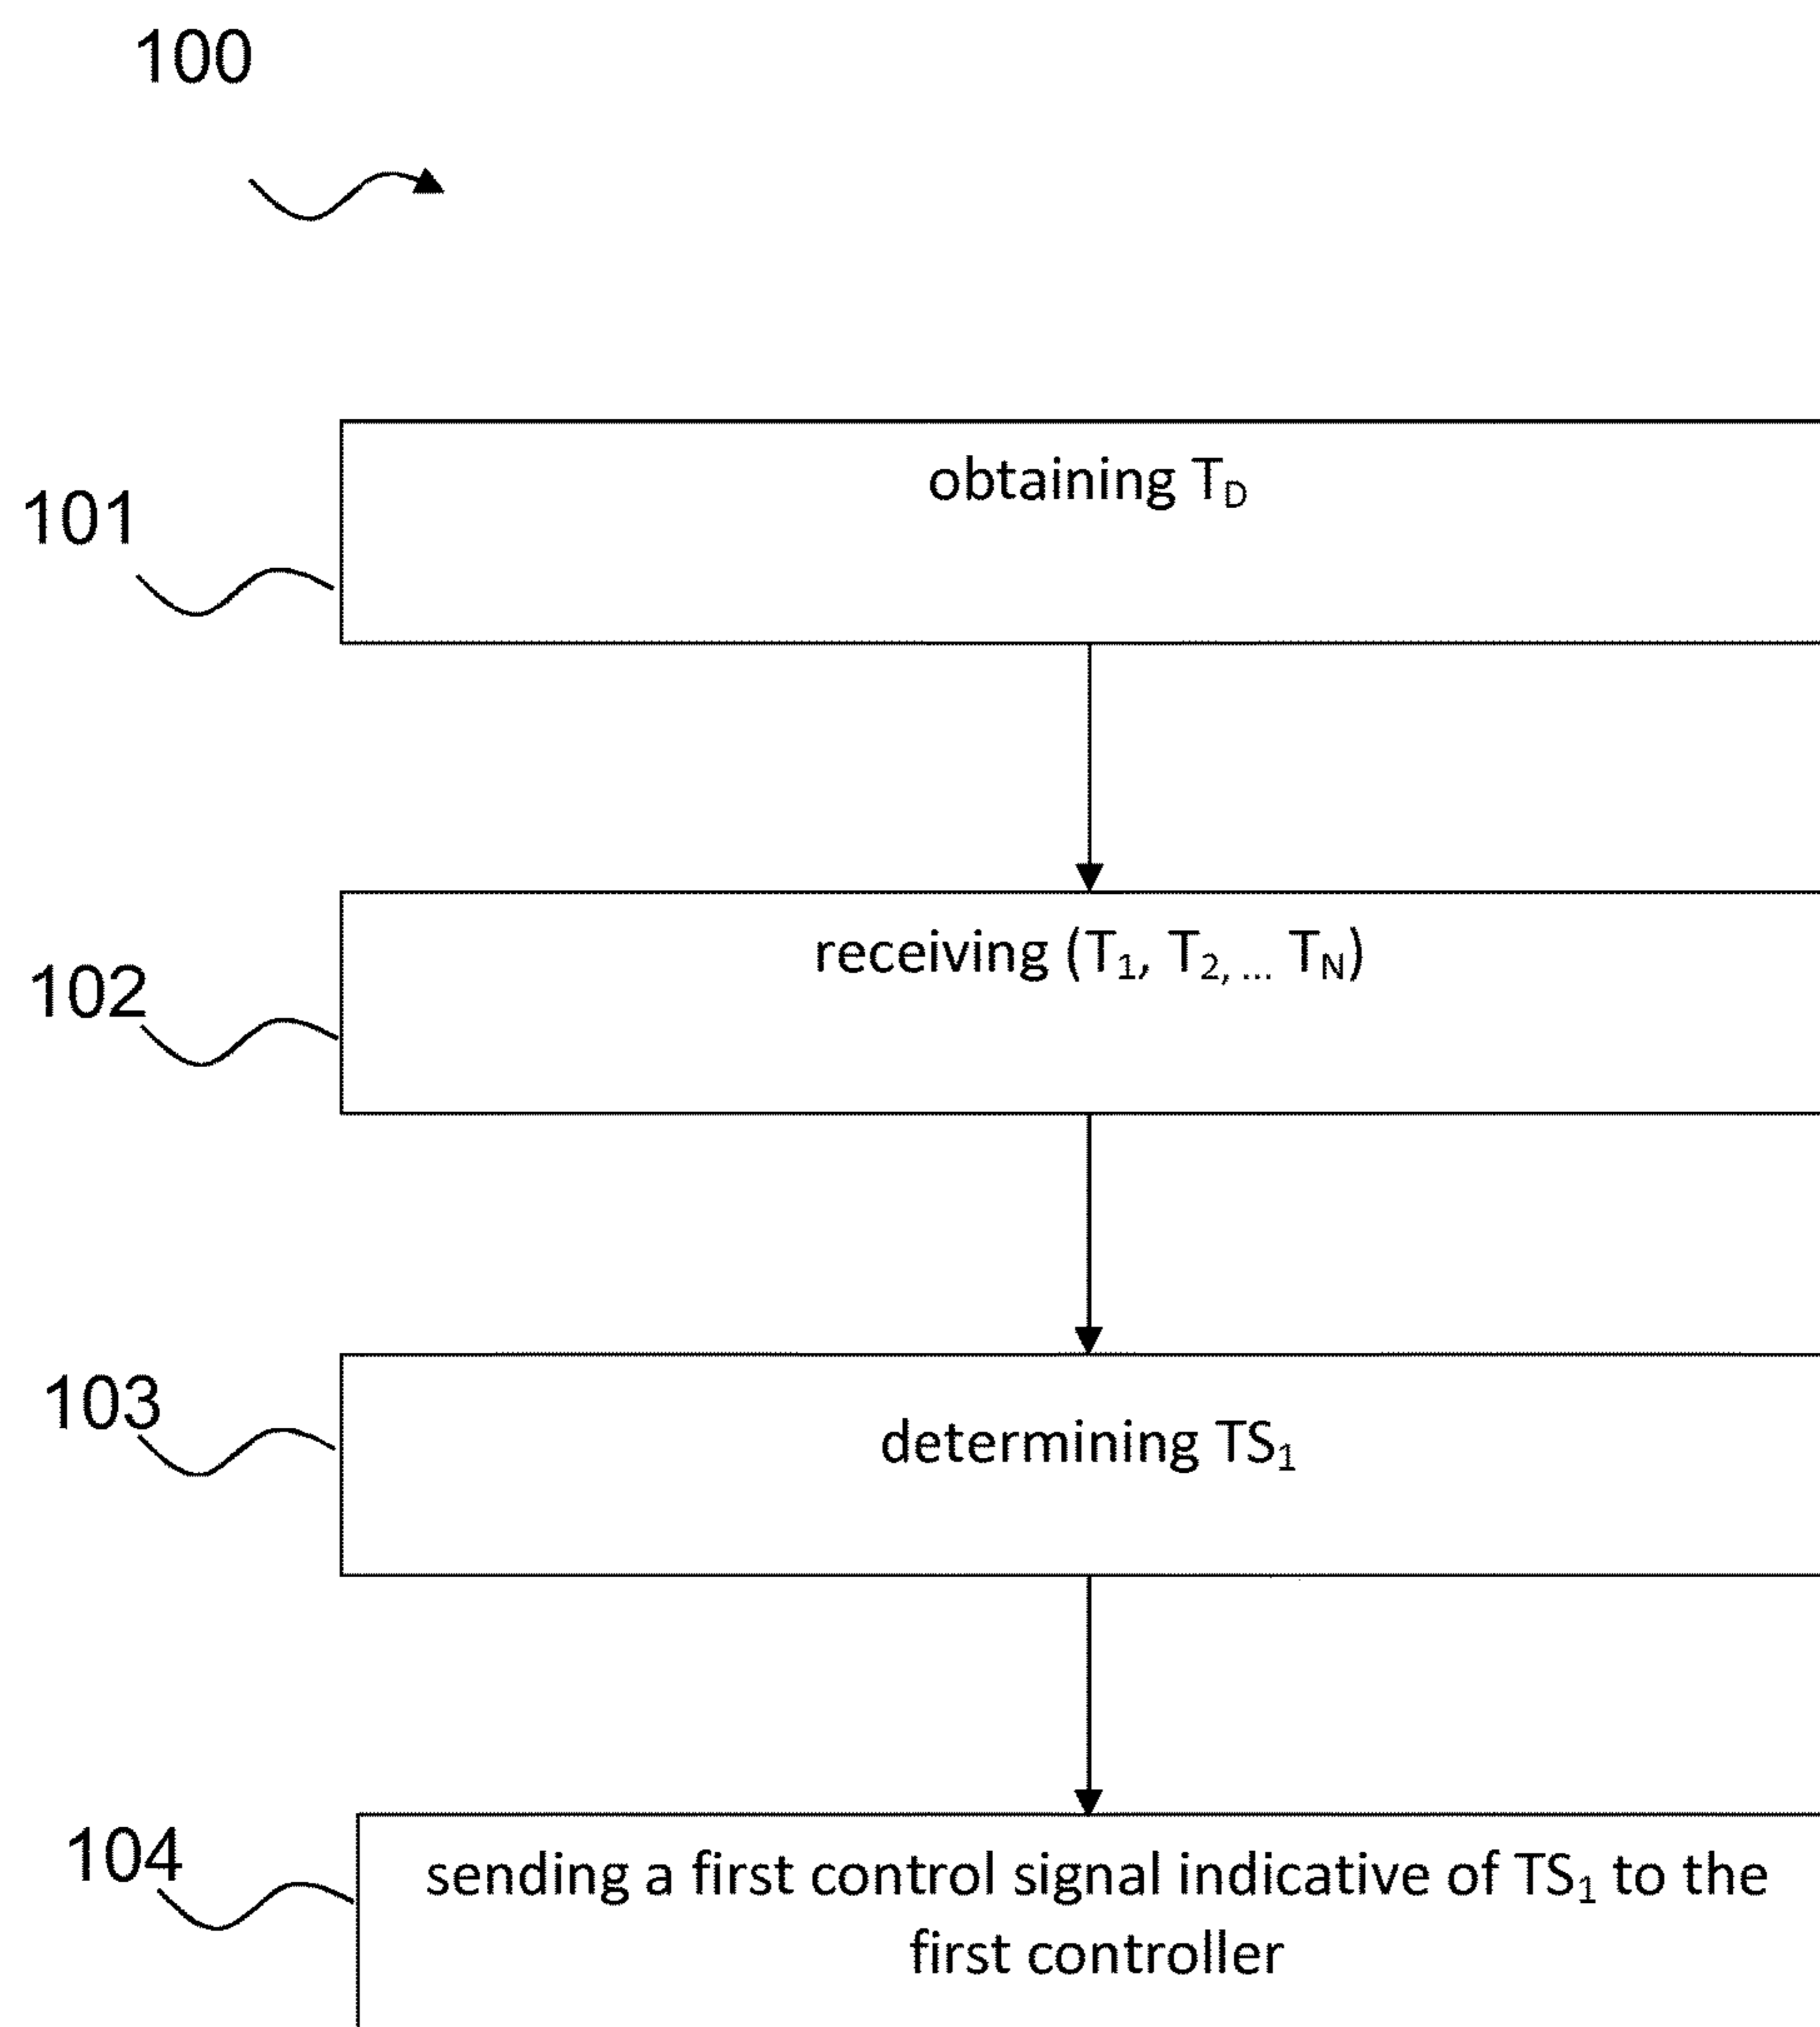 100
101
obtaining T_D
102
receiving (T_1, T_2, ... T_N)
103
determining TS_1
104
sending a first control signal indicative of TS_1 to the
first controller